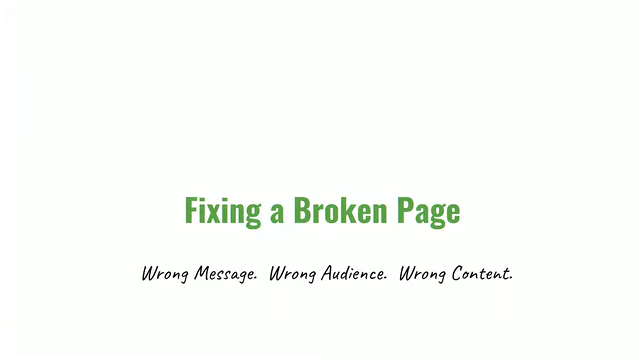 Fixing a Broken Page
Wrong Message. Wrong Audience. Wrong Content.